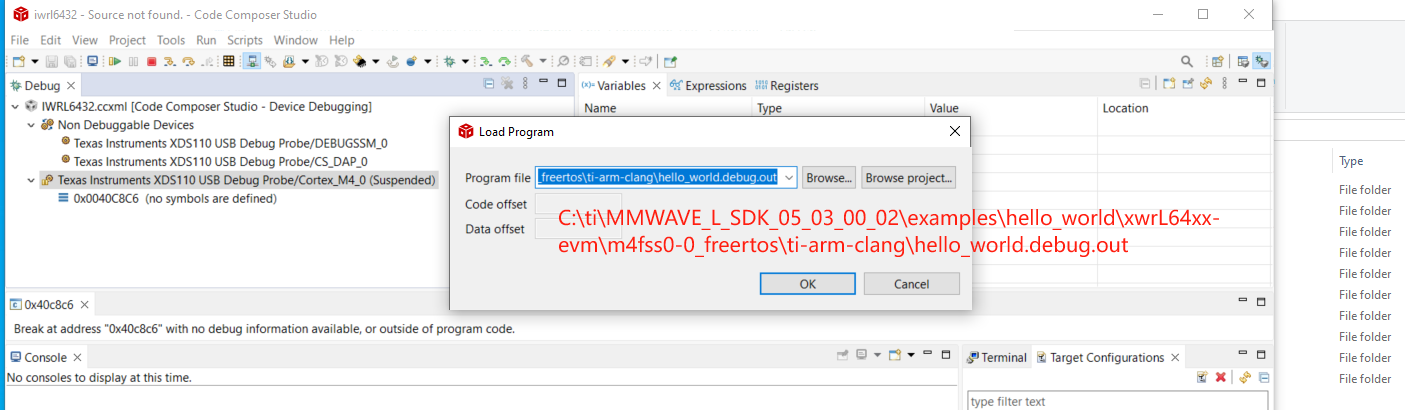 iwrl6432 - Source not found. - Code Composer Studio
File Edit View Project Tools Run Scripts Window Help
Debug
IWRL6432.ccxml [Code Composer Studio - Device Debugging]
Non Debuggable Devices
Texas Instruments XDS110 USB Debug Probe/DEBUGSSM_0
Texas Instruments XDS110 USB Debug Probe/CS_DAP_0
Texas Instruments XDS110 USB Debug Probe/Cortex_M4_0 (Suspended)
0x0040C8C6 (no symbols are defined)
(x)= Variables Expressions Registers
Name Type Value Location
Load Program
Program file _freertos\ti-arm-clang\hello_world.debug.out Browse... Browse project...
Code offset
Data offset
C:\ti\MMWAVE_L_SDK_05_03_00_02\examples\hello_world\xwrL64xx-
evm\m4fss0-0_freertos\ti-arm-clang\hello_world.debug.out
OK Cancel
0x40c8c6
Break at address "0x40c8c6" with no debug information available, or outside of program code.
Console
No consoles to display at this time.
Terminal Target Configurations
type filter text
Type
File folder
File folder
File folder
File folder
File folder
File folder
File folder
File folder
File folder
File folder